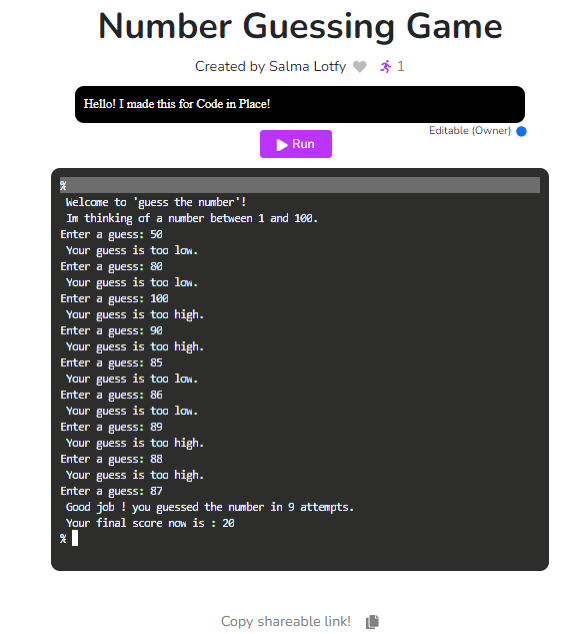 Number Guessing Game
Created by Salma Lotfy 1
Hello! I made this for Code in Place!
Editable (Owner)
Run
%
Welcome to 'guess the number'!
Im thinking of a number between 1 and 100.
Enter a guess: 50
Your guess is too low.
Enter a guess: 80
Your guess is too low.
Enter a guess: 100
Your guess is too high.
Enter a guess: 90
Your guess is too high.
Enter a guess: 85
Your guess is too low.
Enter a guess: 86
Your guess is too low.
Enter a guess: 89
Your guess is too high.
Enter a guess: 88
Your guess is too high.
Enter a guess: 87
Good job ! you guessed the number in 9 attempts.
Your final score now is : 20
%
Copy shareable link!